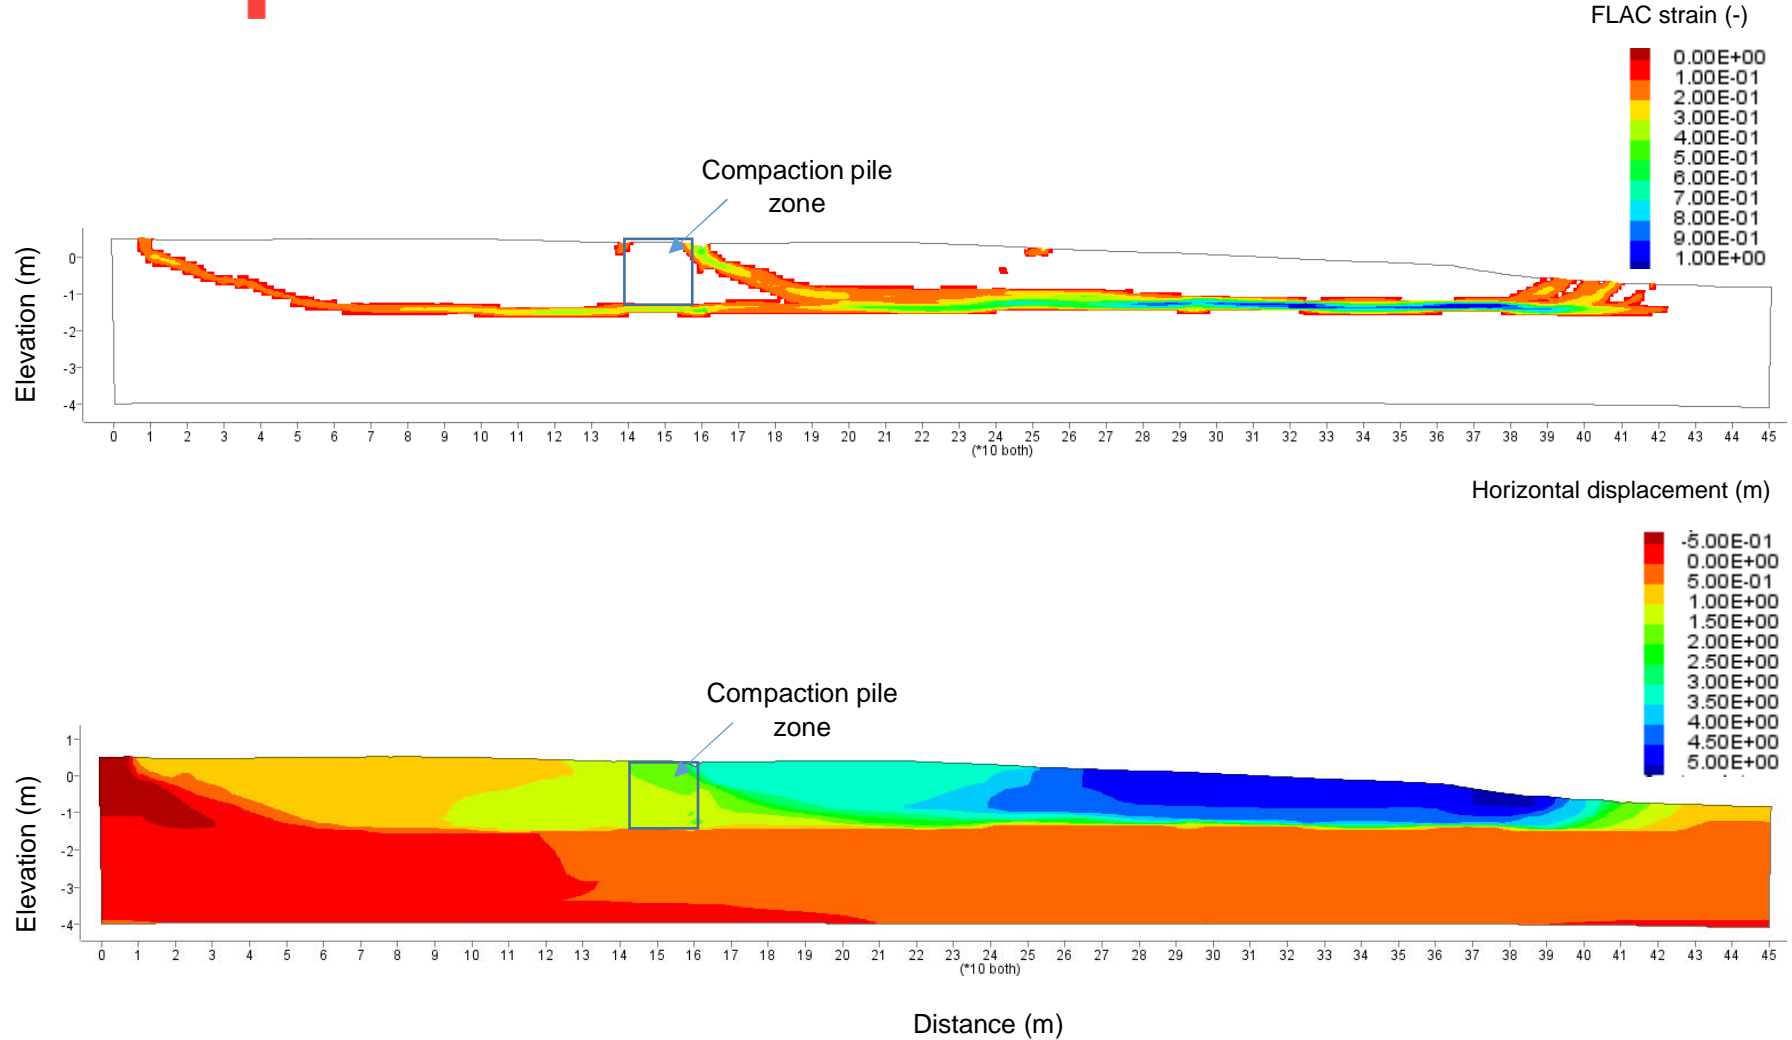 FLAC strain (-)
0.00E+00
1.00E-01
2.00E-01
3.00E-01
4.00E-01
5.00E-01
6.00E-01
7.00E-01
8.00E-01
9.00E-01
1.00E+00
Compaction pile
zone
Elevation (m)
0
-1
-2
-3
-4
0 1 2 3 4 5 6 7 8 9 10 11 12 13 14 15 16 17 18 19 20 21 22 23 24 25 26 27 28 29 30 31 32 33 34 35 36 37 38 39 40 41 42 43 44 45
(*10 both)
Horizontal displacement (m)
-5.00E-01
0.00E+00
5.00E-01
1.00E+00
1.50E+00
2.00E+00
2.50E+00
3.00E+00
3.50E+00
4.00E+00
4.50E+00
5.00E+00
Compaction pile
zone
Elevation (m)
1
0
-1
-2
-3
-4
0 1 2 3 4 5 6 7 8 9 10 11 12 13 14 15 16 17 18 19 20 21 22 23 24 25 26 27 28 29 30 31 32 33 34 35 36 37 38 39 40 41 42 43 44 45
(*10 both)
Distance (m)